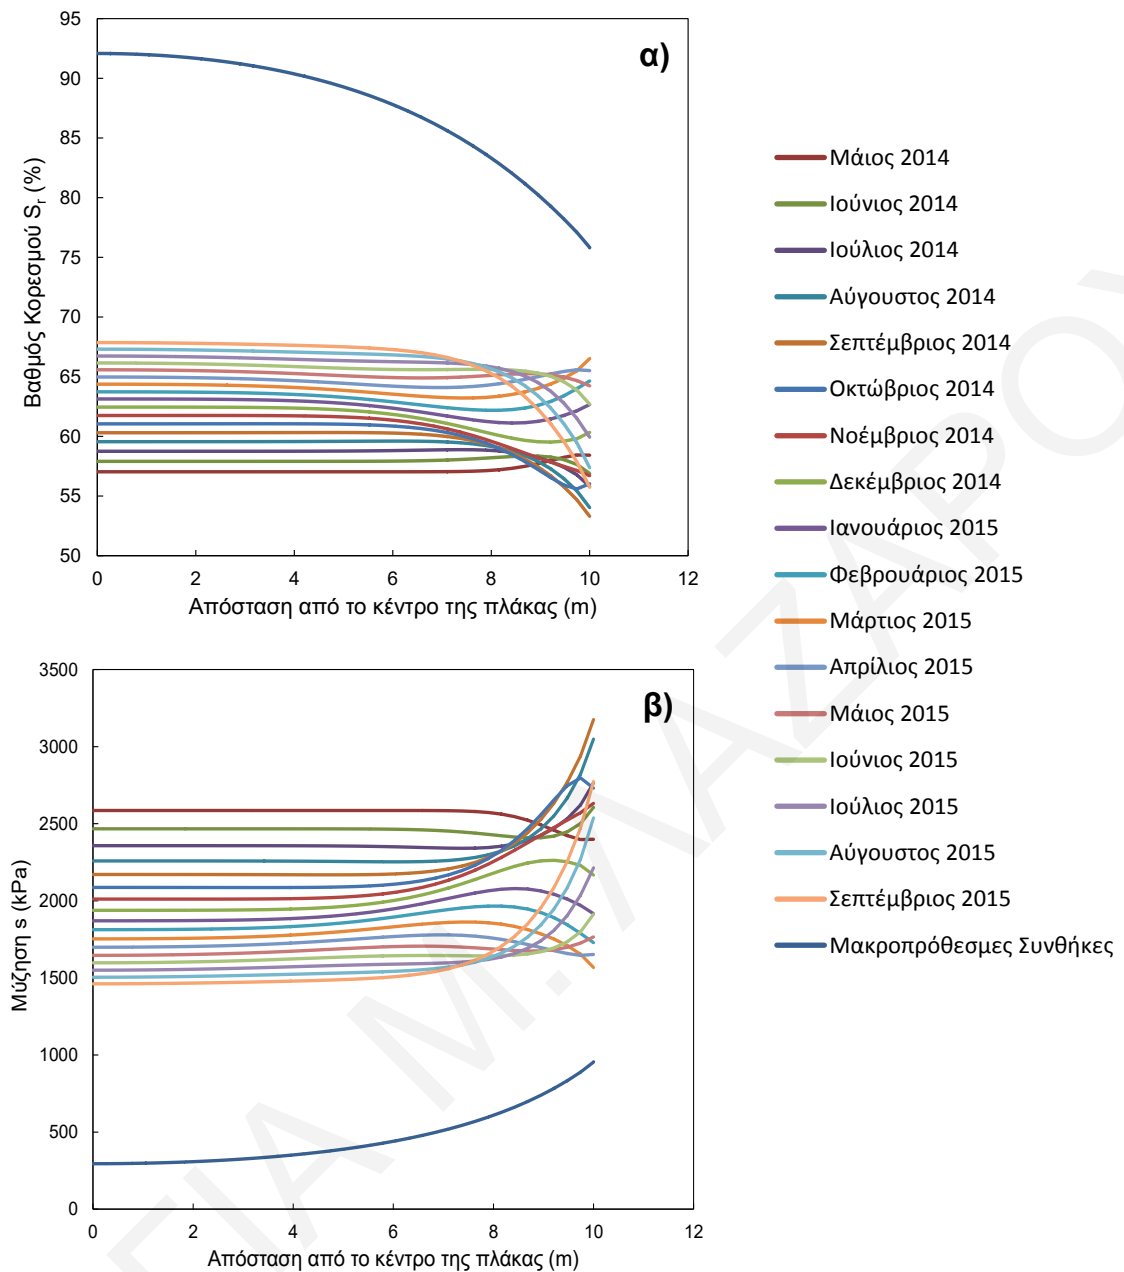 α)
Βαθμός Κορεσμού Sr (%)
95
90
85
80
75
70
65
60
55
50
0 2 4 6 8 10 12
Απόσταση από το κέντρο της πλάκας (m)
Μάιος 2014
Ιούνιος 2014
Ιούλιος 2014
Αύγουστος 2014
Σεπτέμβριος 2014
Οκτώβριος 2014
Νοέμβριος 2014
Δεκέμβριος 2014
Ιανουάριος 2015
Φεβρουάριος 2015
Μάρτιος 2015
Απρίλιος 2015
Μάιος 2015
Ιούνιος 2015
Ιούλιος 2015
Αύγουστος 2015
Σεπτέμβριος 2015
Μακροπρόθεσμες Συνθήκες
β)
Μύζηση s (kPa)
3500
3000
2500
2000
1500
1000
500
0
0 2 4 6 8 10 12
Απόσταση από το κέντρο της πλάκας (m)